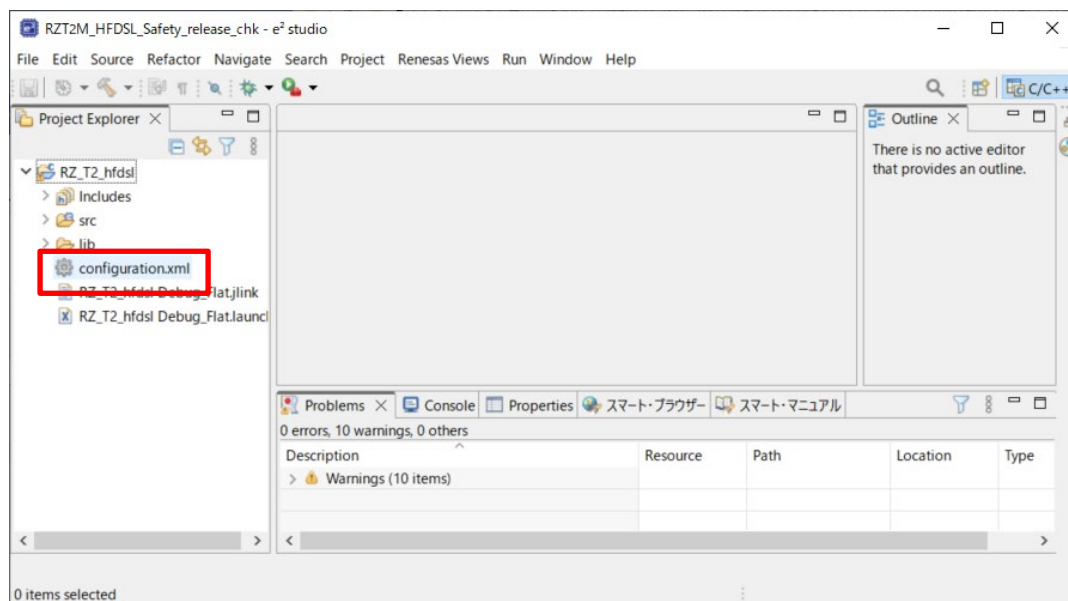 RZT2M_HFDSL_Safety_release_chk - e² studio
File Edit Source Refactor Navigate Search Project Renesas Views Run Window Help
C/C++
Project Explorer
Outline
There is no active editor
that provides an outline.
RZ_T2_hfdsl
Includes
src
lib
configuration.xml
RZ_T2_hfdsl Debug_Flat.jlink
RZ_T2_hfdsl Debug_Flat.launcl
Problems Console Properties スマート・ブラウザー スマート・マニュアル
0 errors, 10 warnings, 0 others
Description Resource Path Location Type
Warnings (10 items)
0 items selected